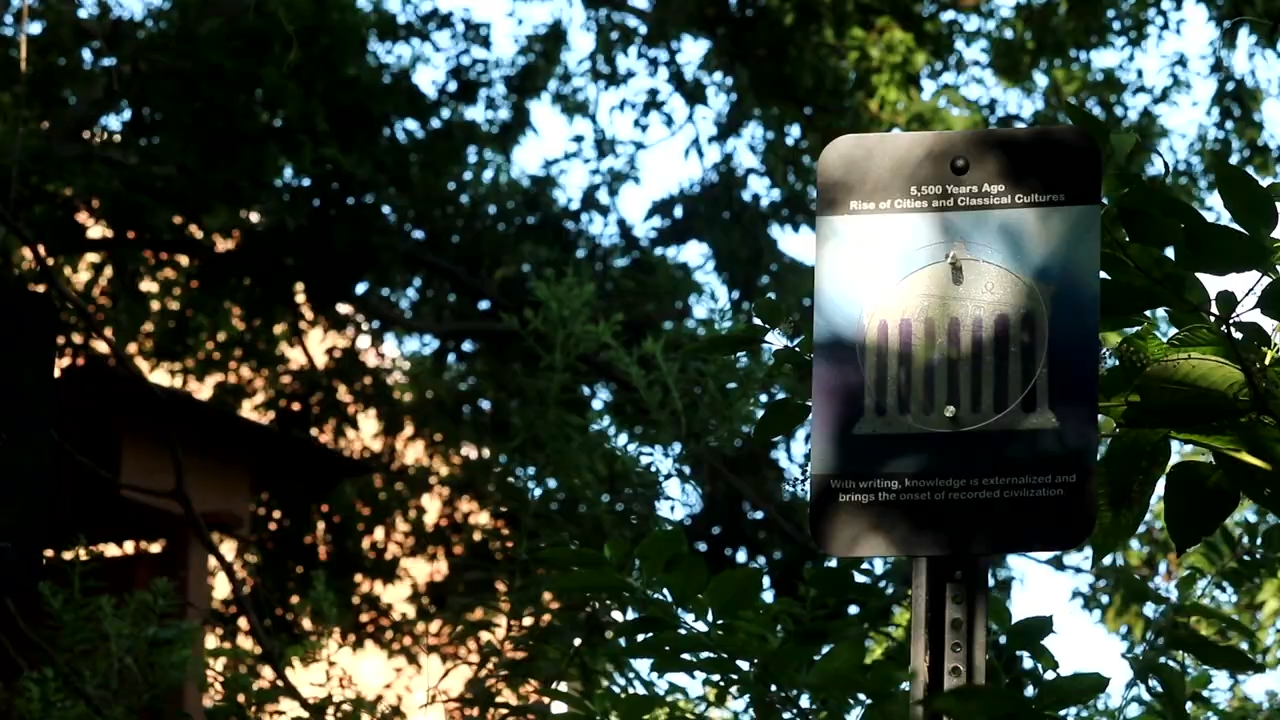 5,500 Years Ago
Rise of Cities and Classical Cultures
With writing, knowledge is externalized and
brings the onset of recorded civilization.